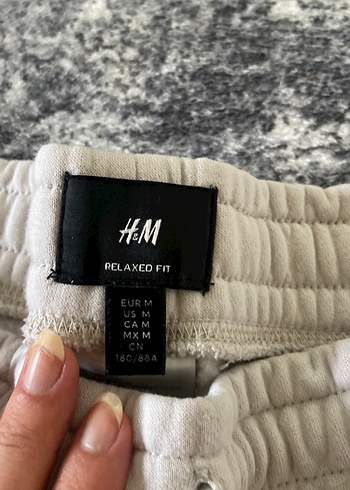 H&M
RELAXED FIT
EUR M
US M
CA M
MX M
CN
180/88A